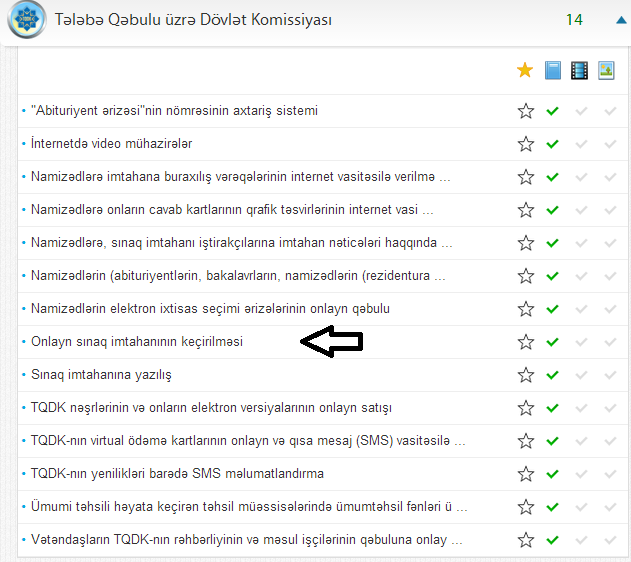 Tələbə Qəbulu üzrə Dövlət Komissiyası 14
"Abituriyent ərizəsi"nin nömrəsinin axtarış sistemi
İnternetdə video mühazirələr
Namizədlərə imtahana buraxılış vərəqələrinin internet vasitəsilə verilmə ...
Namizədlərə onların cavab kartlarının qrafik təsvirlərinin internet vasi ...
Namizədlərə, sınaq imtahanı iştirakçılarına imtahan nəticələri haqqında ...
Namizədlərin (abituriyentlərin, bakalavrların, namizədlərin (rezidentura ...
Namizədlərin elektron ixtisas seçimi ərizələrinin onlayn qəbulu
Onlayn sınaq imtahanının keçirilməsi
Sınaq imtahanına yazılış
TQDK nəşrlərinin və onların elektron versiyalarının onlayn satışı
TQDK-nın virtual ödəmə kartlarının onlayn və qısa mesaj (SMS) vasitəsilə ...
TQDK-nın yenilikləri barədə SMS məlumatlandırma
Ümumi təhsili həyata keçirən təhsil müəssisələrində ümumtəhsil fənləri ü ...
Vətəndaşların TQDK-nın rəhbərliyinin və məsul işçilərinin qəbuluna onlay ...